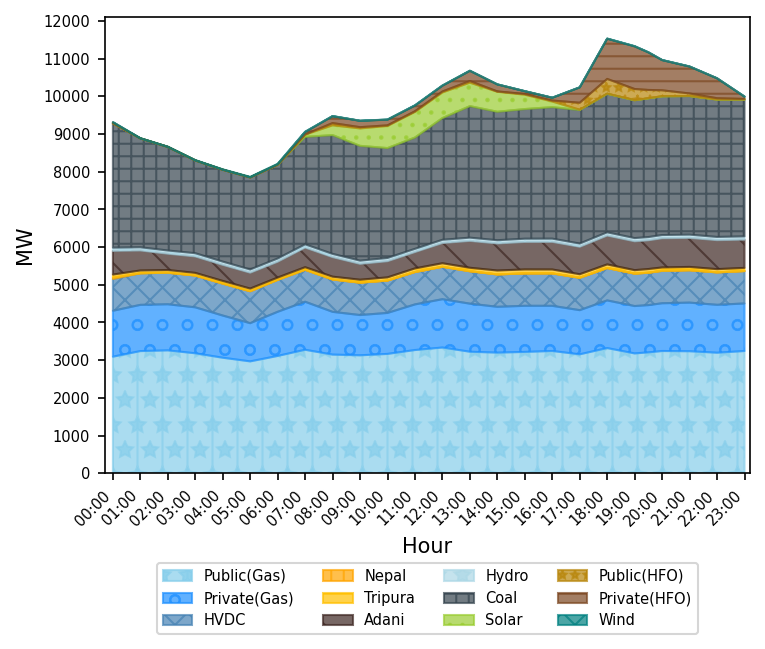 12000
11000
10000
9000
8000
7000
6000
5000
4000
3000
2000
1000
0
MW
00:00 01:00 02:00 03:00 04:00 05:00 06:00 07:00 08:00 09:00 10:00 11:00 12:00 13:00 14:00 15:00 16:00 17:00 18:00 19:00 20:00 21:00 22:00 23:00
Hour
Public(Gas) Nepal Hydro Public(HFO)
Private(Gas) Tripura Coal Private(HFO)
HVDC Adani Solar Wind